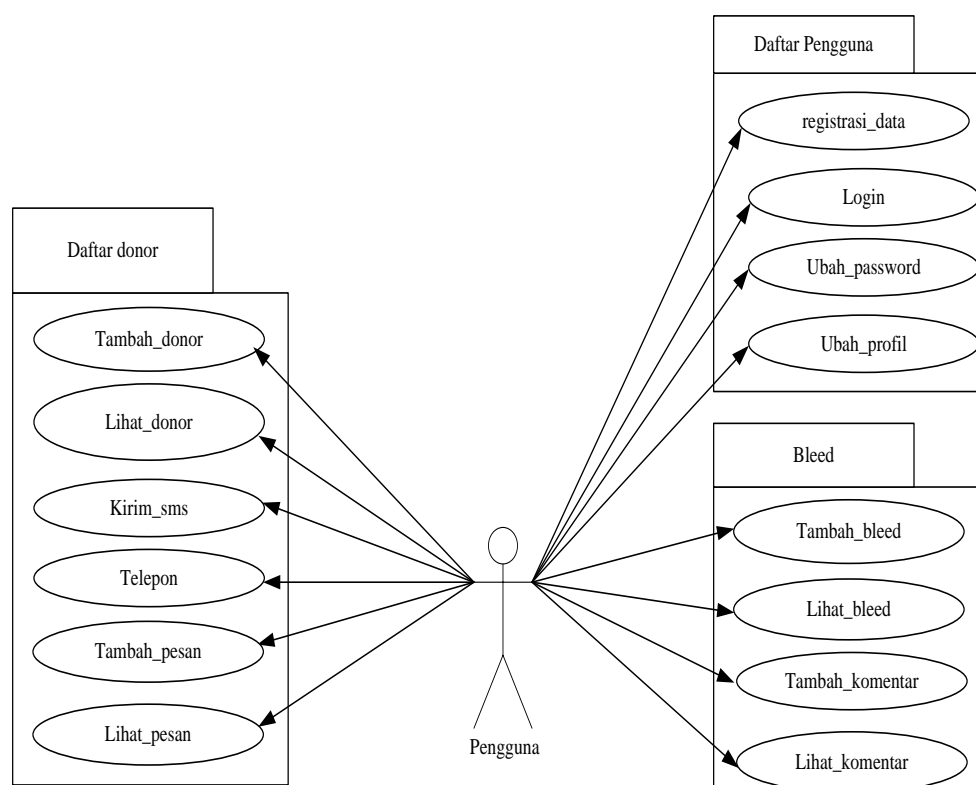 Daftar Pengguna
registrasi_data
Login
Ubah_password
Ubah_profil
Daftar donor
Tambah_donor
Lihat_donor
Kirim_sms
Telepon
Tambah_pesan
Lihat_pesan
Pengguna
Bleed
Tambah_bleed
Lihat_bleed
Tambah_komentar
Lihat_komentar